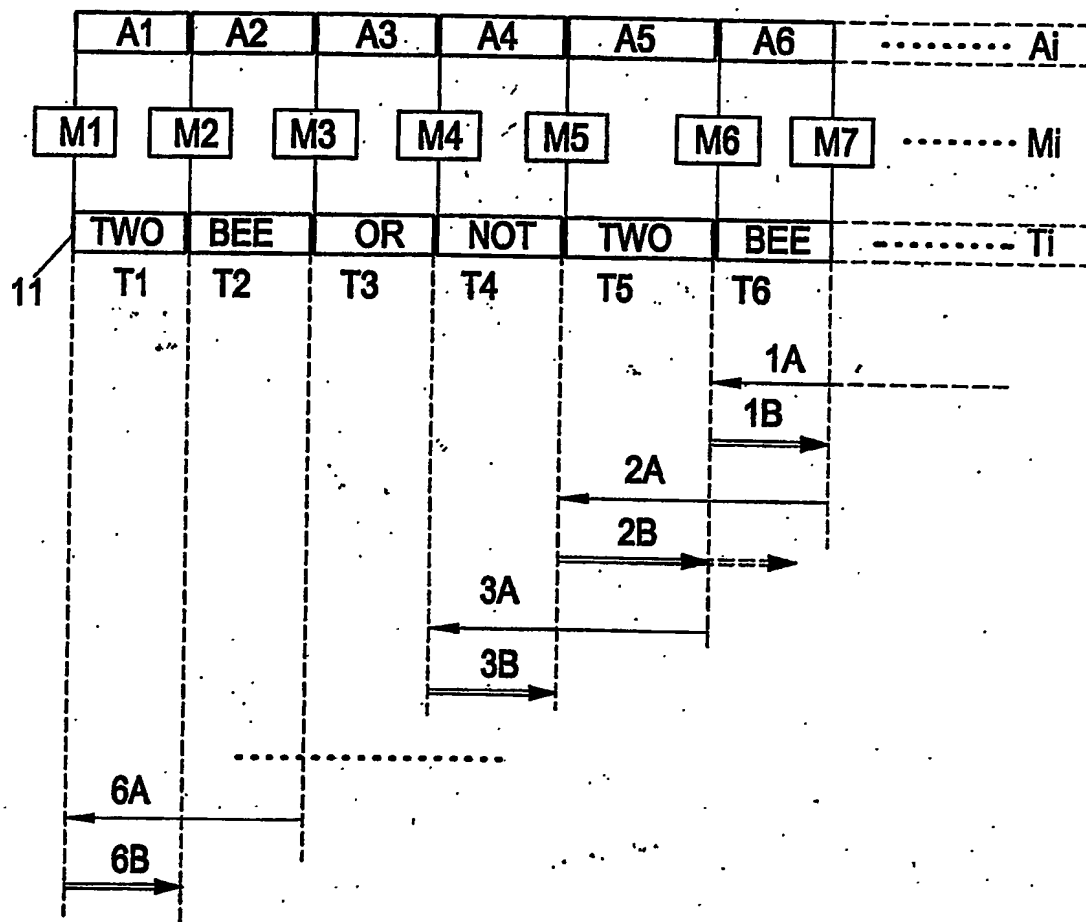 A1 A2 A3 A4 A5 A6 Ai
M1 M2 M3 M4 M5 M6 M7 Mi
TWO BEE OR NOT TWO BEE Ti
11 T1 T2 T3 T4 T5 T6
1A
1B
2A
2B
3A
3B
6A
6B